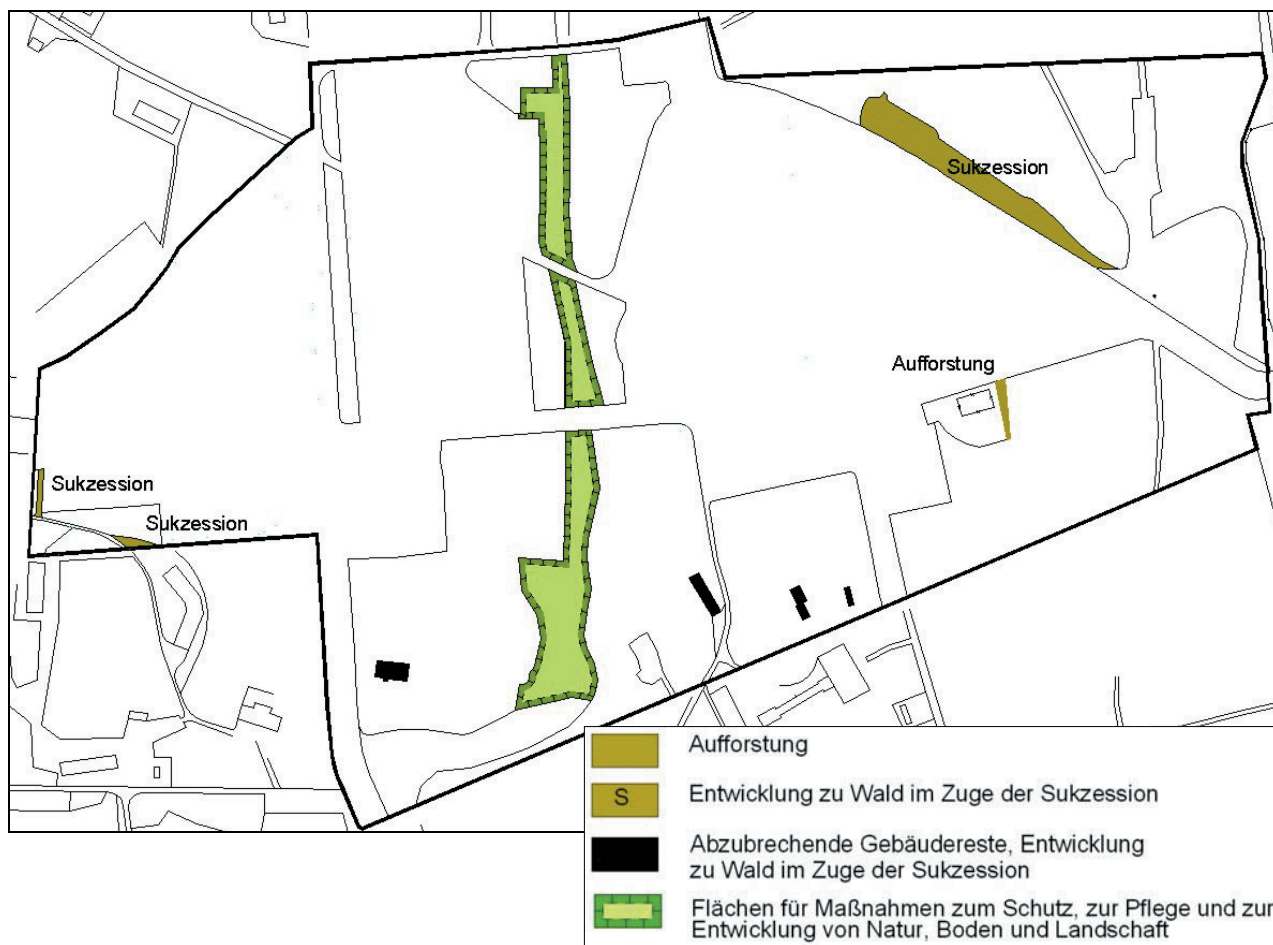 Sukzession
Aufforstung
Sukzession
Sukzession
Aufforstung
S
Entwicklung zu Wald im Zuge der Sukzession
Abzubrechende Gebäudereste, Entwicklung
zu Wald im Zuge der Sukzession
Flächen für Maßnahmen zum Schutz, zur Pflege und zur
Entwicklung von Natur, Boden und Landschaft